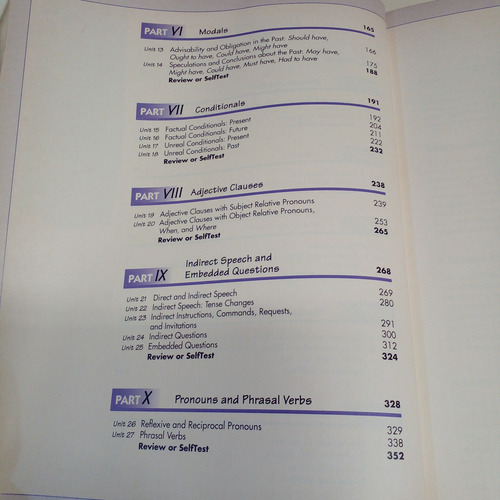 PART VI Modals 165
Unit 13 Advisability and Obligation in the Past: Should have,
Ought to have, Could have, Might have 166
Unit 14 Speculations and Conclusions about the Past: May have,
Might have, Could have, Must have, Had to have 175
Review or SelfTest 188
PART VII Conditionals 191
Unit 15 Factual Conditionals: Present 192
Unit 16 Factual Conditionals: Future 204
Unit 17 Unreal Conditionals: Present 211
Unit 18 Unreal Conditionals: Past 222
Review or SelfTest 232
PART VIII Adjective Clauses 238
Unit 19 Adjective Clauses with Subject Relative Pronouns 239
Unit 20 Adjective Clauses with Object Relative Pronouns,
When, and Where 253
Review or SelfTest 265
Indirect Speech and
PART IX Embedded Questions 268
Unit 21 Direct and Indirect Speech 269
Unit 22 Indirect Speech: Tense Changes 280
Unit 23 Indirect Instructions, Commands, Requests,
and Invitations 291
Unit 24 Indirect Questions 300
Unit 25 Embedded Questions 312
Review or SelfTest 324
PART X Pronouns and Phrasal Verbs 328
Unit 26 Reflexive and Reciprocal Pronouns 329
Unit 27 Phrasal Verbs 338
Review or SelfTest 352